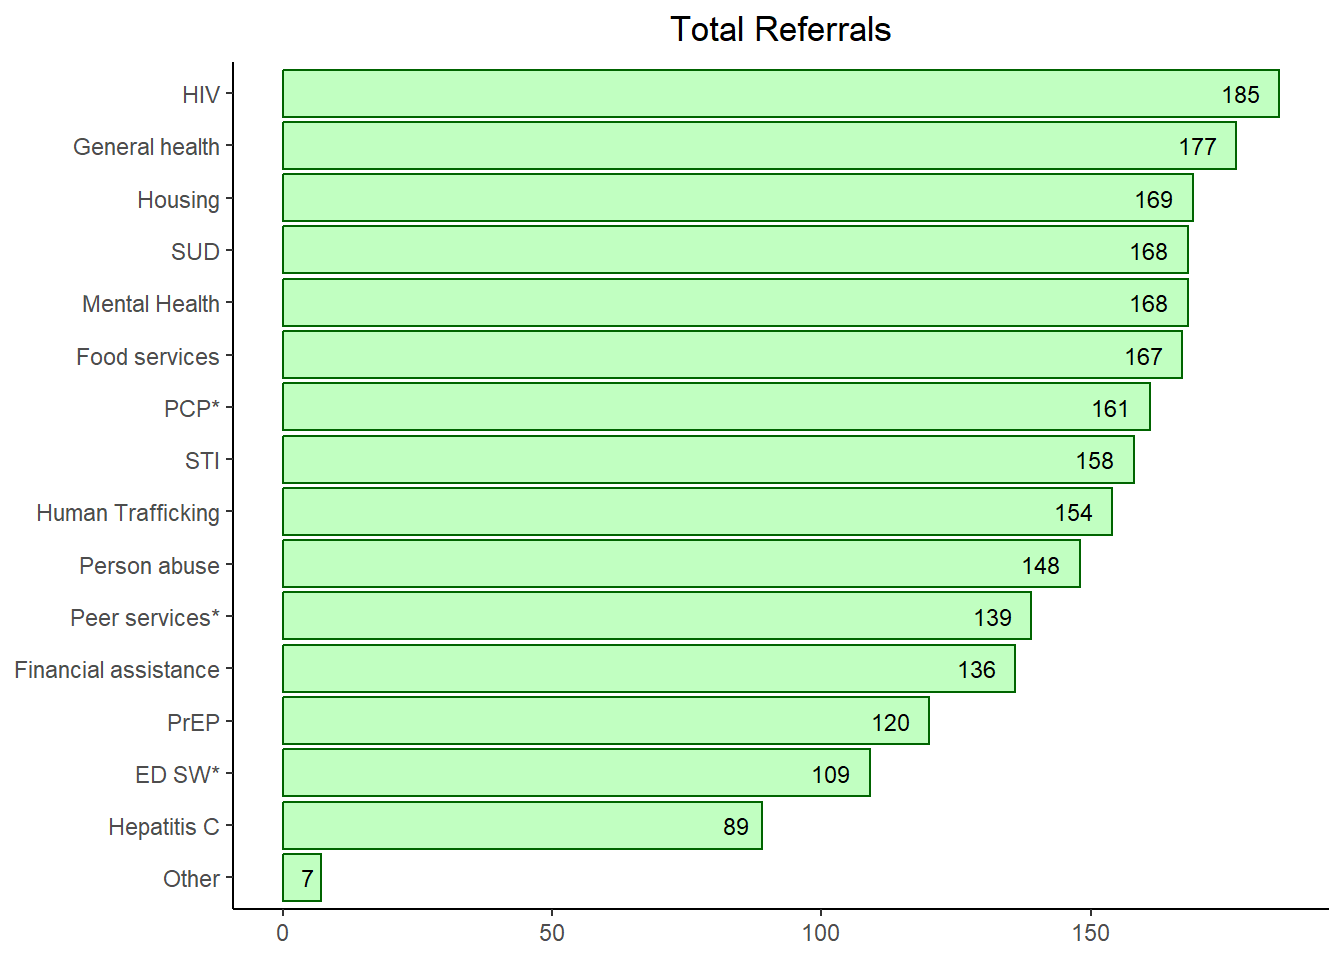 Total Referrals
HIV 185
General health 177
Housing 169
SUD 168
Mental Health 168
Food services 167
PCP* 161
STI 158
Human Trafficking 154
Person abuse 148
Peer services* 139
Financial assistance 136
PrEP 120
ED SW* 109
Hepatitis C 89
Other 7
0 50 100 150